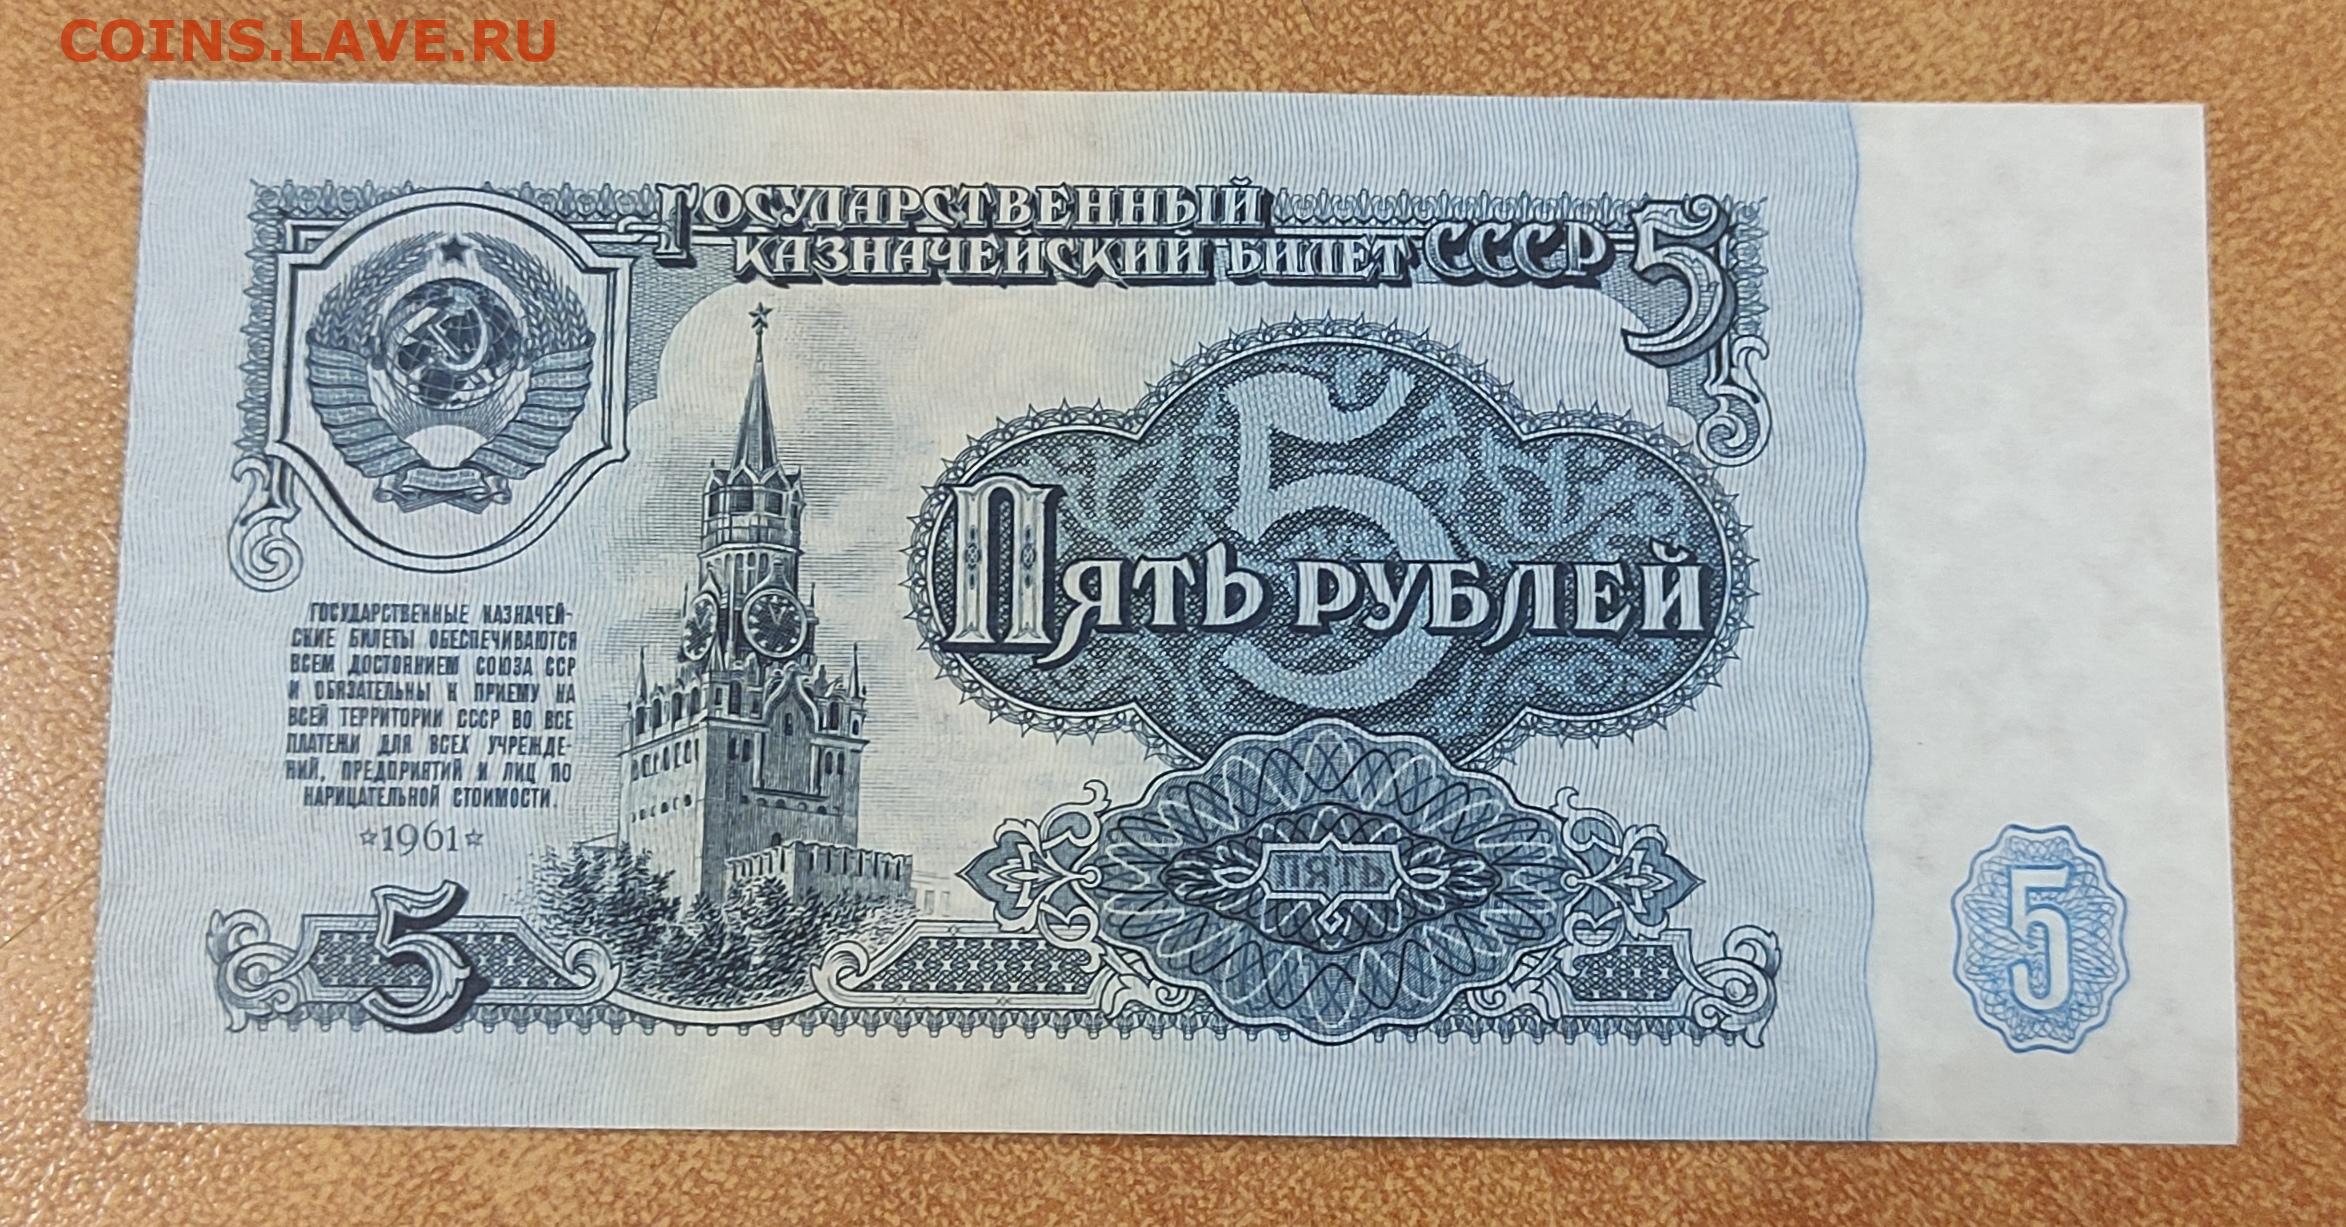 COINS.LAVE.RU
ГОСУДАРСТВЕННЫЙ
КАЗНАЧЕЙСКИЙ БИЛЕТ СССР 5
5
ПЯТЬ РУБЛЕЙ
ГОСУДАРСТВЕННЫЕ КАЗНАЧЕЙ-
СКИЕ БИЛЕТЫ ОБЕСПЕЧИВАЮТСЯ
ВСЕМ ДОСТОЯНИЕМ СОЮЗА ССР
И ОБЯЗАТЕЛЬНЫ К ПРИЕМУ НА
ВСЕЙ ТЕРРИТОРИИ СССР ВО ВСЕ
ПЛАТЕЖИ ДЛЯ ВСЕХ УЧРЕЖДЕ-
НИЙ, ПРЕДПРИЯТИЙ И ЛИЦ ПО
НАРИЦАТЕЛЬНОЙ СТОИМОСТИ.
☆1961☆
ПЯТЬ
5
5